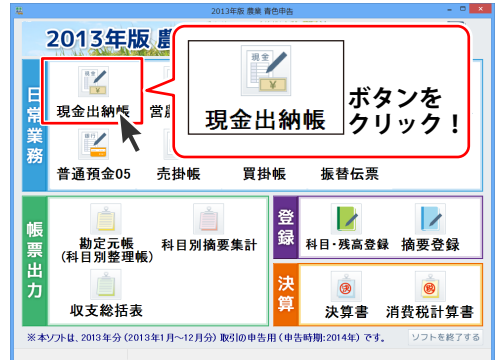 2013年版 農業 青色申告
2013年版 農
日常業務
現金
現金出納帳
営農
現金
現金出納帳
ボタンを
クリック！
銀行
普通預金05
売掛帳
買掛帳
振替伝票
帳票出力
勘定元帳
(科目別整理帳)
科目別摘要集計
収支総括表
登録
科目・残高登録
摘要登録
決算
決算書
消費税計算書
※本ソフトは、2013年分(2013年1月～12月分)取引の申告用(申告時期:2014年)です。
ソフトを終了する